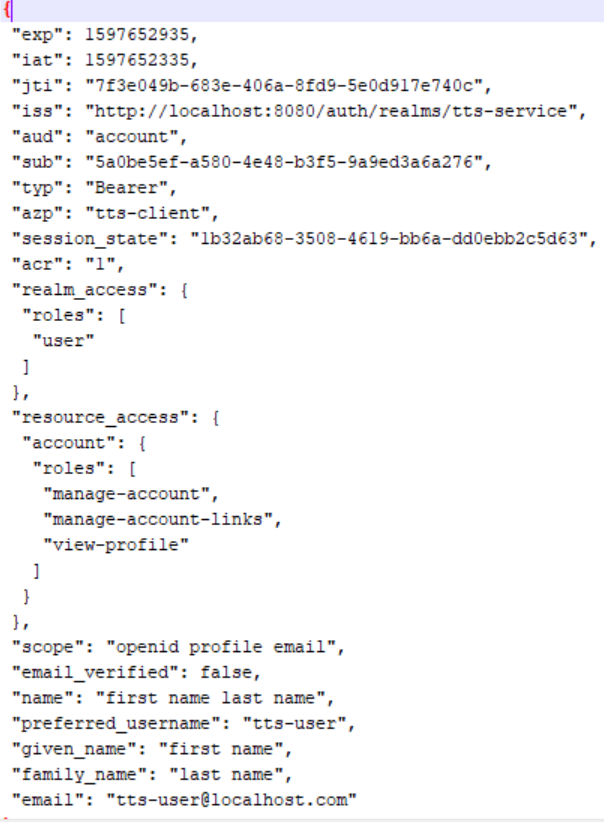 {
"exp": 1597652935,
"iat": 1597652335,
"jti": "7f3e049b-683e-406a-8fd9-5e0d917e740c",
"iss": "http://localhost:8080/auth/realms/tts-service",
"aud": "account",
"sub": "5a0be5ef-a580-4e48-b3f5-9a9ed3a6a276",
"typ": "Bearer",
"azp": "tts-client",
"session_state": "1b32ab68-3508-4619-bb6a-dd0ebb2c5d63",
"acr": "1",
"realm_access": {
"roles": [
"user"
]
},
"resource_access": {
"account": {
"roles": [
"manage-account",
"manage-account-links",
"view-profile"
]
}
},
"scope": "openid profile email",
"email_verified": false,
"name": "first name last name",
"preferred_username": "tts-user",
"given_name": "first name",
"family_name": "last name",
"email": "tts-user@localhost.com"